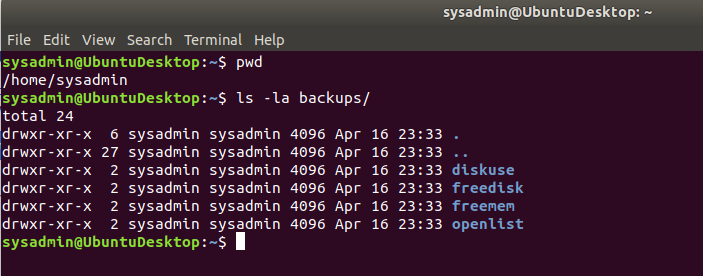 sysadmin@UbuntuDesktop: ~
File Edit View Search Terminal Help
sysadmin@UbuntuDesktop:~$ pwd
/home/sysadmin
sysadmin@UbuntuDesktop:~$ ls -la backups/
total 24
drwxr-xr-x  6 sysadmin sysadmin 4096 Apr 16 23:33 .
drwxr-xr-x 27 sysadmin sysadmin 4096 Apr 16 23:33 ..
drwxr-xr-x  2 sysadmin sysadmin 4096 Apr 16 23:33 diskuse
drwxr-xr-x  2 sysadmin sysadmin 4096 Apr 16 23:33 freedisk
drwxr-xr-x  2 sysadmin sysadmin 4096 Apr 16 23:33 freemem
drwxr-xr-x  2 sysadmin sysadmin 4096 Apr 16 23:33 openlist
sysadmin@UbuntuDesktop:~$